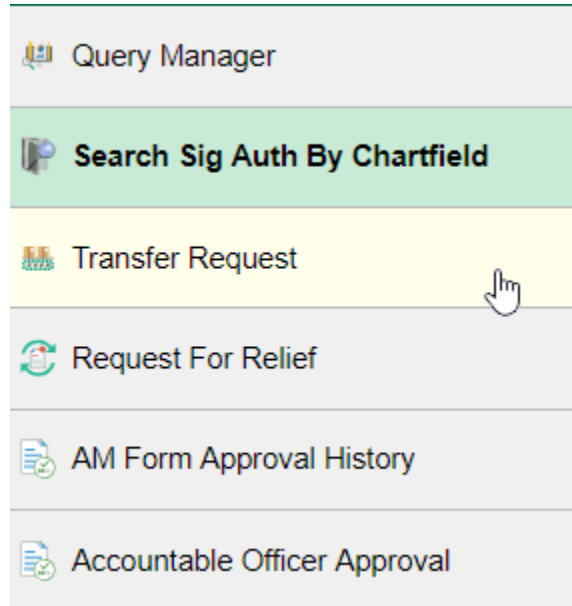 Query Manager
Search Sig Auth By Chartfield
Transfer Request
Request For Relief
AM Form Approval History
Accountable Officer Approval